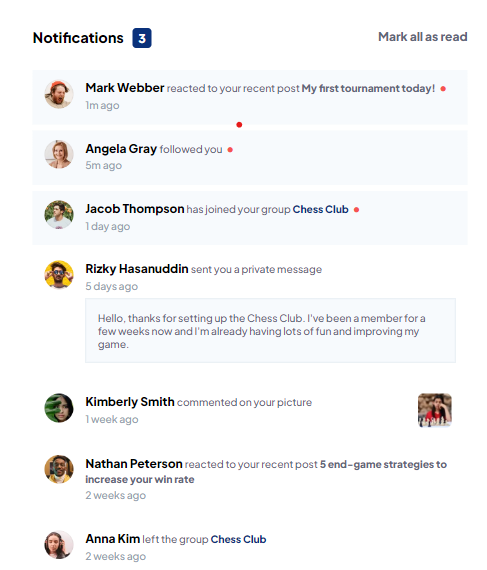 Notifications 3 Mark all as read
Mark Webber reacted to your recent post My first tournament today!
1m ago
Angela Gray followed you
5m ago
Jacob Thompson has joined your group Chess Club
1 day ago
Rizky Hasanuddin sent you a private message
5 days ago
Hello, thanks for setting up the Chess Club. I've been a member for a
few weeks now and I'm already having lots of fun and improving my
game.
Kimberly Smith commented on your picture
1 week ago
Nathan Peterson reacted to your recent post 5 end-game strategies to
increase your win rate
2 weeks ago
Anna Kim left the group Chess Club
2 weeks ago